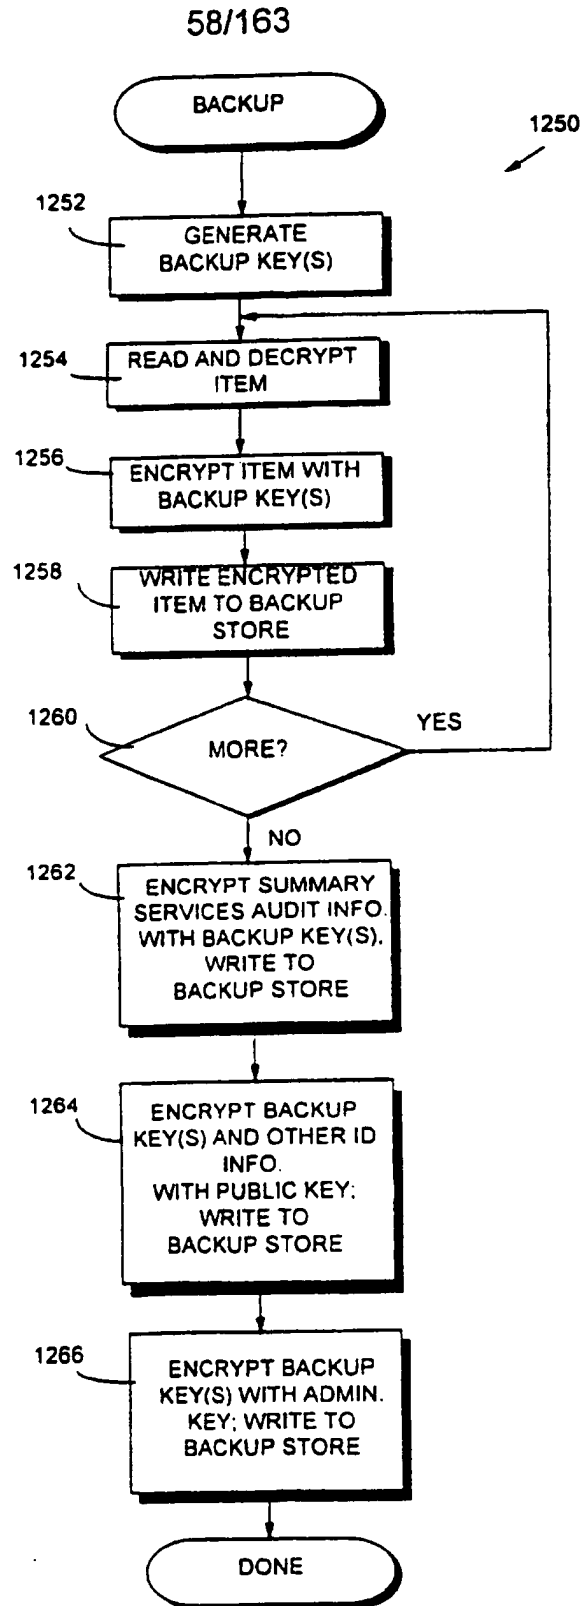 58/163
BACKUP
1250
1252
GENERATE
BACKUP KEY(S)
1254
READ AND DECRYPT
ITEM
1256
ENCRYPT ITEM WITH
BACKUP KEY(S)
1258
WRITE ENCRYPTED
ITEM TO BACKUP
STORE
1260
MORE?
YES
NO
1262
ENCRYPT SUMMARY
SERVICES AUDIT INFO.
WITH BACKUP KEY(S),
WRITE TO
BACKUP STORE
1264
ENCRYPT BACKUP
KEY(S) AND OTHER ID
INFO.
WITH PUBLIC KEY;
WRITE TO
BACKUP STORE
1266
ENCRYPT BACKUP
KEY(S) WITH ADMIN.
KEY; WRITE TO
BACKUP STORE
DONE